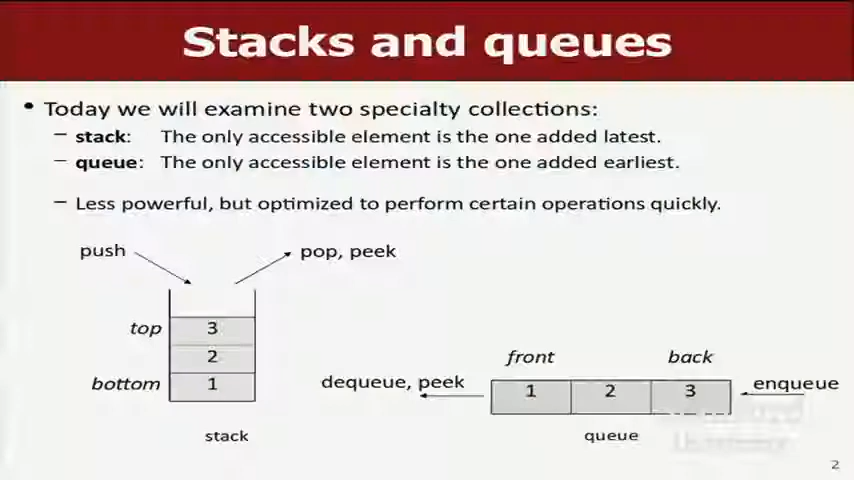 Stacks and queues
• Today we will examine two specialty collections:
– stack: The only accessible element is the one added latest.
– queue: The only accessible element is the one added earliest.
– Less powerful, but optimized to perform certain operations quickly.
push
pop, peek
top 3
2
bottom 1
stack
front back
dequeue, peek
1 2 3
enqueue
queue
2